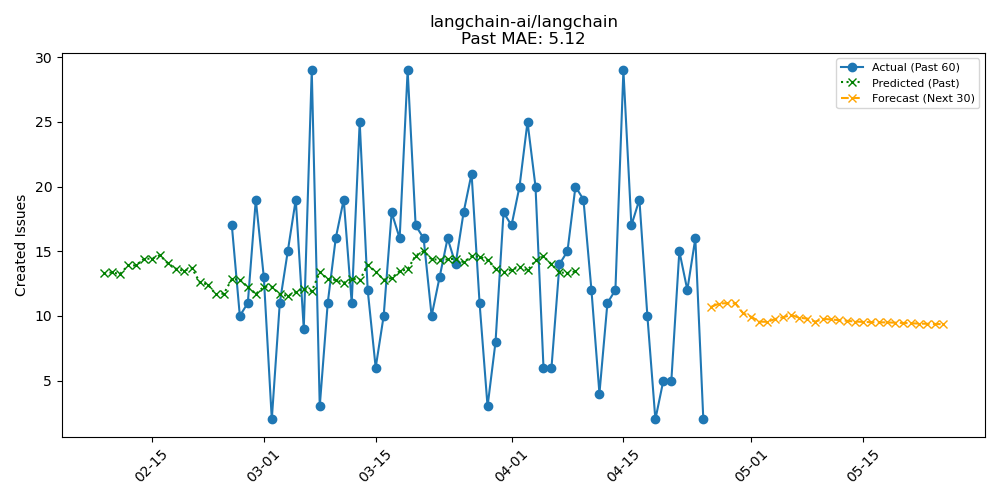 langchain-ai/langchain
Past MAE: 5.12
Created Issues
30
25
20
15
10
5
02-15
03-01
03-15
04-01
04-15
05-01
05-15
Actual (Past 60)
Predicted (Past)
Forecast (Next 30)